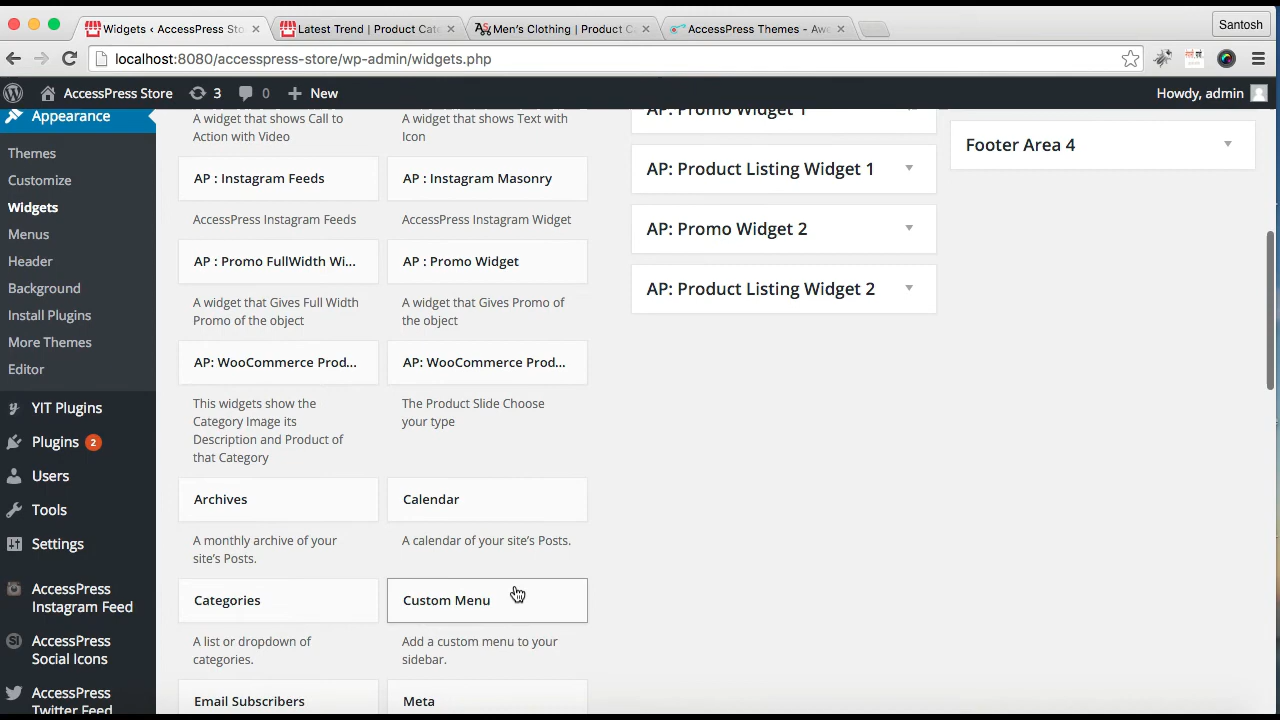 Widgets ‹ AccessPress Sto
Latest Trend | Product Cate
Men's Clothing | Product C
AccessPress Themes - Aw
Santosh
localhost:8080/accesspress-store/wp-admin/widgets.php
AccessPress Store
3
0
New
Howdy, admin
Appearance
Themes
Customize
Widgets
Menus
Header
Background
Install Plugins
More Themes
Editor
YIT Plugins
Plugins 2
Users
Tools
Settings
AccessPress
Instagram Feed
AccessPress
Social Icons
AccessPress
Twitter Feed
A widget that shows Call to
Action with Video
A widget that shows Text with
Icon
AP : Instagram Feeds
AP : Instagram Masonry
AccessPress Instagram Feeds
AccessPress Instagram Widget
AP : Promo FullWidth Wi...
AP : Promo Widget
A widget that Gives Full Width
Promo of the object
A widget that Gives Promo of
the object
AP: WooCommerce Prod...
AP: WooCommerce Prod...
This widgets show the
Category Image its
Description and Product of
that Category
The Product Slide Choose
your type
Archives
Calendar
A monthly archive of your
site's Posts.
A calendar of your site's Posts.
Categories
Custom Menu
A list or dropdown of
categories.
Add a custom menu to your
sidebar.
Email Subscribers
Meta
AP: Promo Widget 1
AP: Product Listing Widget 1
AP: Promo Widget 2
AP: Product Listing Widget 2
Footer Area 4